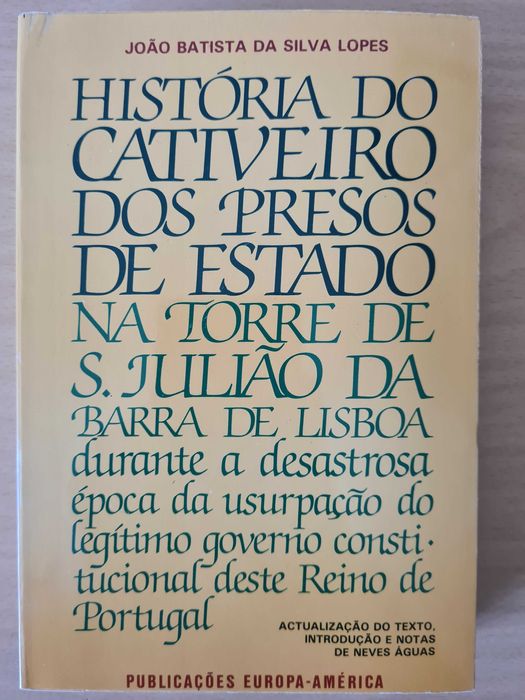 JOÃO BATISTA DA SILVA LOPES
HISTÓRIA DO
CATIVEIRO
DOS PRESOS
DE ESTADO
NA TORRE DE
S. JULIÃO DA
BARRA DE LISBOA
durante a desastrosa
época da usurpação do
legítimo governo consti-
tucional deste Reino de
Portugal
ACTUALIZAÇÃO DO TEXTO,
INTRODUÇÃO E NOTAS
DE NEVES ÁGUAS
PUBLICAÇÕES EUROPA-AMÉRICA